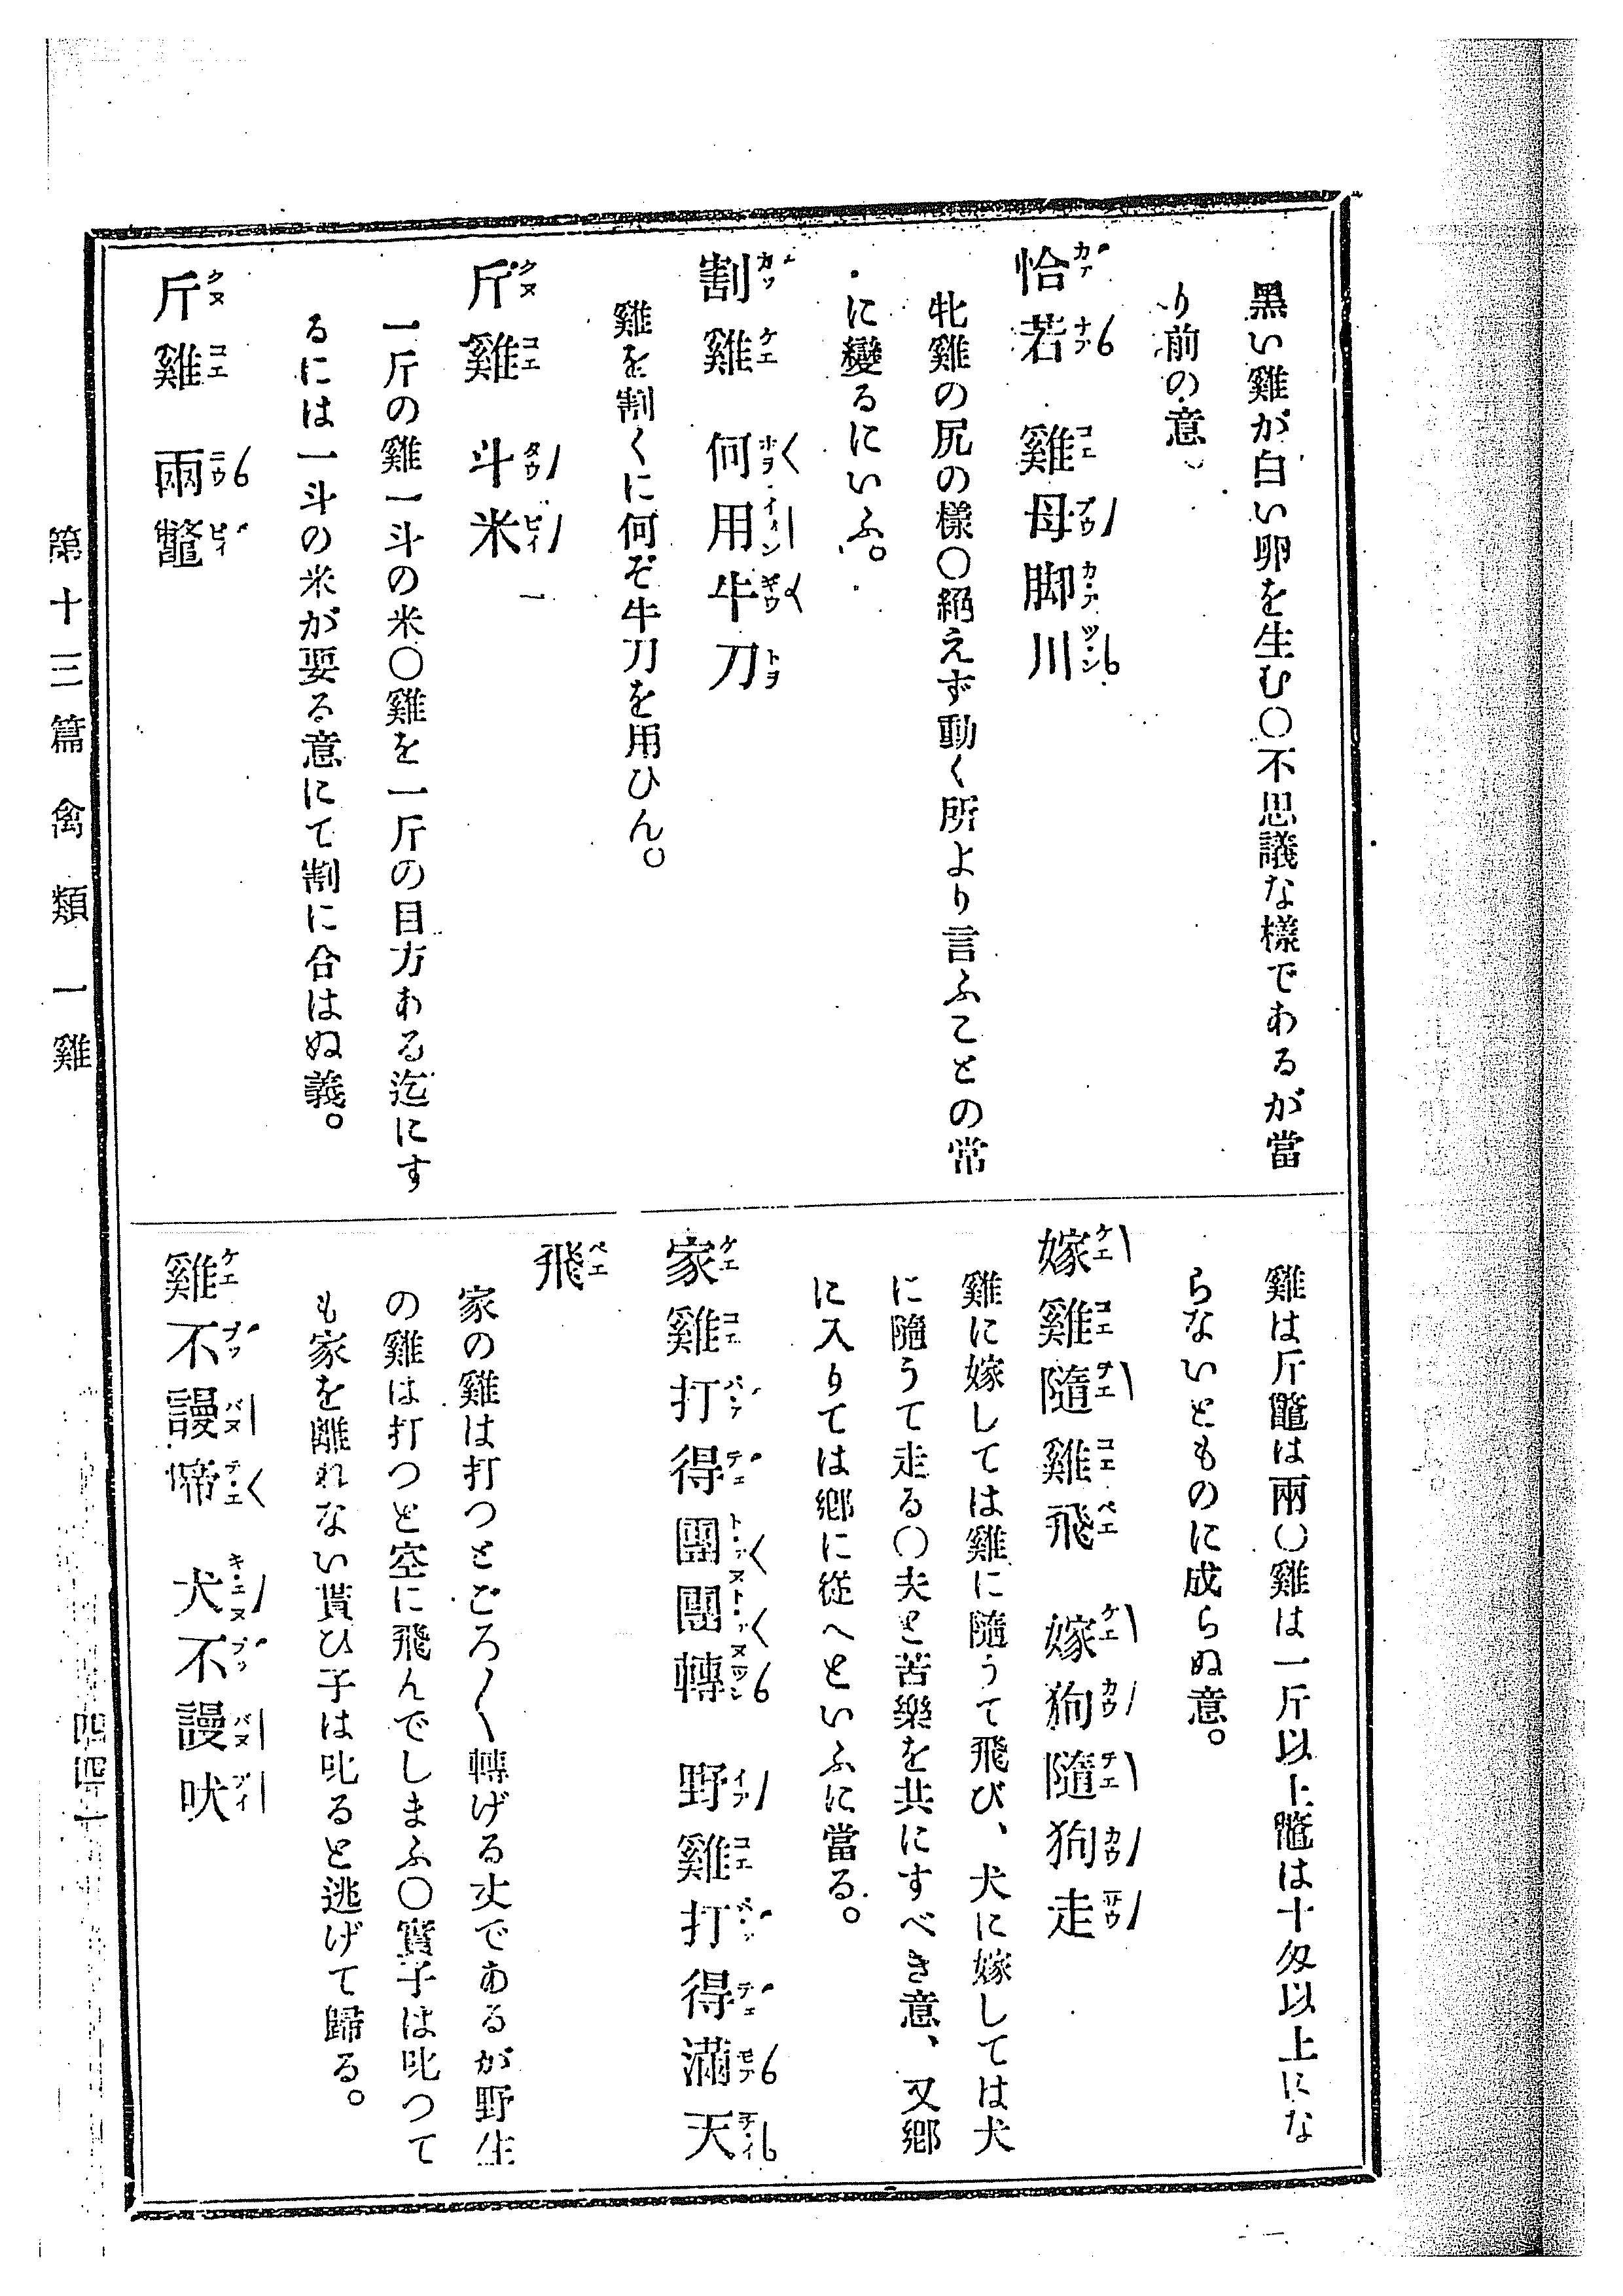 黑い雞が白い卵を生む〇不思議な樣であるが當
り前の意。
恰若　雞母脚川
牝雞の尻の樣〇絕えず動く所より言ふことの常
に變るにいふ。
割雞　何用牛刀
雞を割くに何ぞ牛刀を用ひん。
斤雞　斗米
一斤の雞一斗の米〇雞を一斤の目方ある迄にす
るには一斗の米が要る意にて割に合はぬ義。
斤雞　兩鼈
雞は斤鼈は兩〇雞は一斤以上鼈は十匁以上にな
らないとものに成らぬ意。
嫁雞隨雞飛　嫁狗隨狗走
雞に嫁しては雞に隨うて飛び、犬に嫁しては犬
に隨うて走る〇夫と苦樂を共にすべき意、又鄕
に入りては鄕に從へといふに當る。
家雞打得團團轉　野雞打得滿天
飛
家の雞は打つとごろ〱轉げる丈であるが野生
の雞は打つと空に飛んでしまふ〇實子は叱つて
も家を離れない貰ひ子は叱ると逃げて歸る。
雞不謾啼　犬不謾吠
第十三篇 禽類 一 雞
四四一